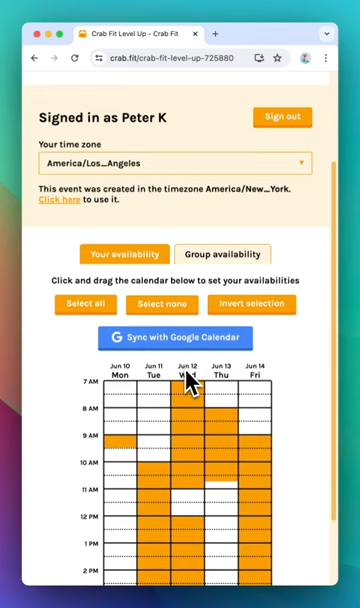 Crab Fit Level Up - Crab Fit
crab.fit/crab-fit-level-up-725880
Signed in as Peter K
Sign out
Your time zone
America/Los_Angeles
This event was created in the timezone America/New_York.
Click here to use it.
Your availability
Group availability
Click and drag the calendar below to set your availabilities
Select all
Select none
Invert selection
G Sync with Google Calendar
Jun 10 Jun 11 Jun 12 Jun 13 Jun 14
Mon Tue Wed Thu Fri
7 AM
8 AM
9 AM
10 AM
11 AM
12 PM
1 PM
2 PM